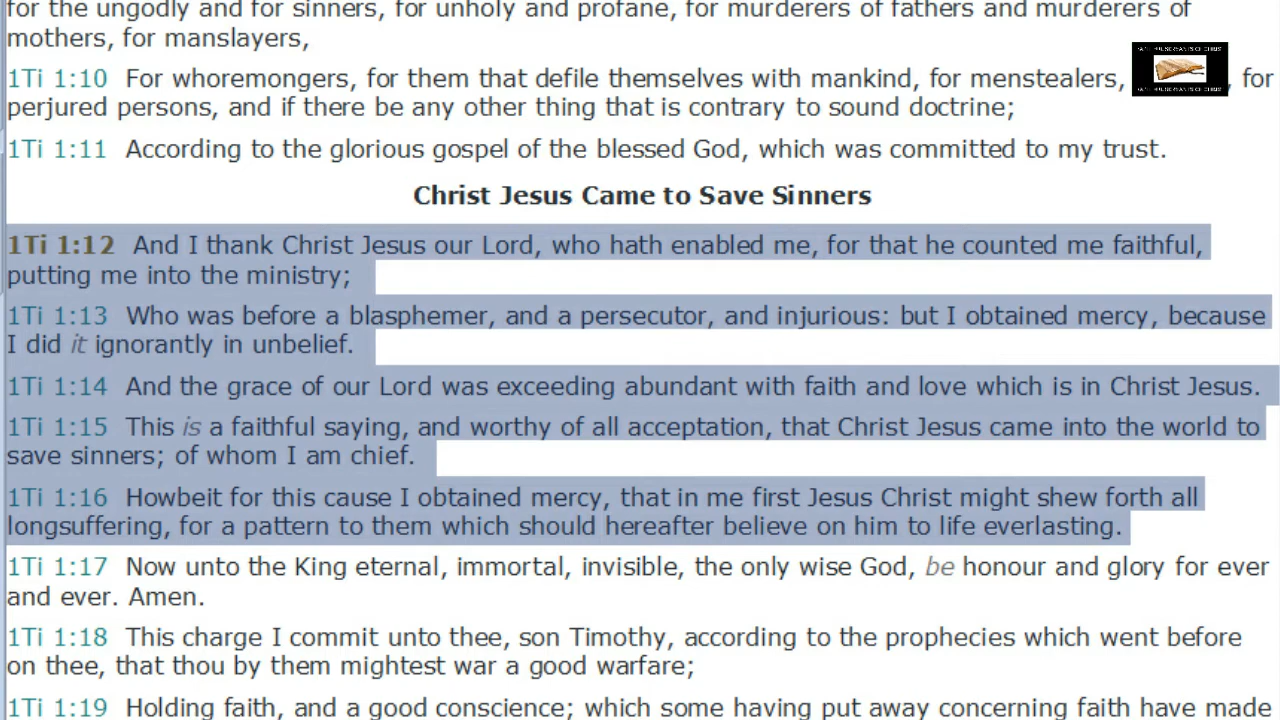 for the ungodly and for sinners, for unholy and profane, for murderers of fathers and murderers of
mothers, for manslayers,
1Ti 1:10 For whoremongers, for them that defile themselves with mankind, for menstealers, , for
perjured persons, and if there be any other thing that is contrary to sound doctrine;
1Ti 1:11 According to the glorious gospel of the blessed God, which was committed to my trust.
Christ Jesus Came to Save Sinners
1Ti 1:12 And I thank Christ Jesus our Lord, who hath enabled me, for that he counted me faithful,
putting me into the ministry;
1Ti 1:13 Who was before a blasphemer, and a persecutor, and injurious: but I obtained mercy, because
I did it ignorantly in unbelief.
1Ti 1:14 And the grace of our Lord was exceeding abundant with faith and love which is in Christ Jesus.
1Ti 1:15 This is a faithful saying, and worthy of all acceptation, that Christ Jesus came into the world to
save sinners; of whom I am chief.
1Ti 1:16 Howbeit for this cause I obtained mercy, that in me first Jesus Christ might shew forth all
longsuffering, for a pattern to them which should hereafter believe on him to life everlasting.
1Ti 1:17 Now unto the King eternal, immortal, invisible, the only wise God, be honour and glory for ever
and ever. Amen.
1Ti 1:18 This charge I commit unto thee, son Timothy, according to the prophecies which went before
on thee, that thou by them mightest war a good warfare;
1Ti 1:19 Holding faith, and a good conscience; which some having put away concerning faith have made